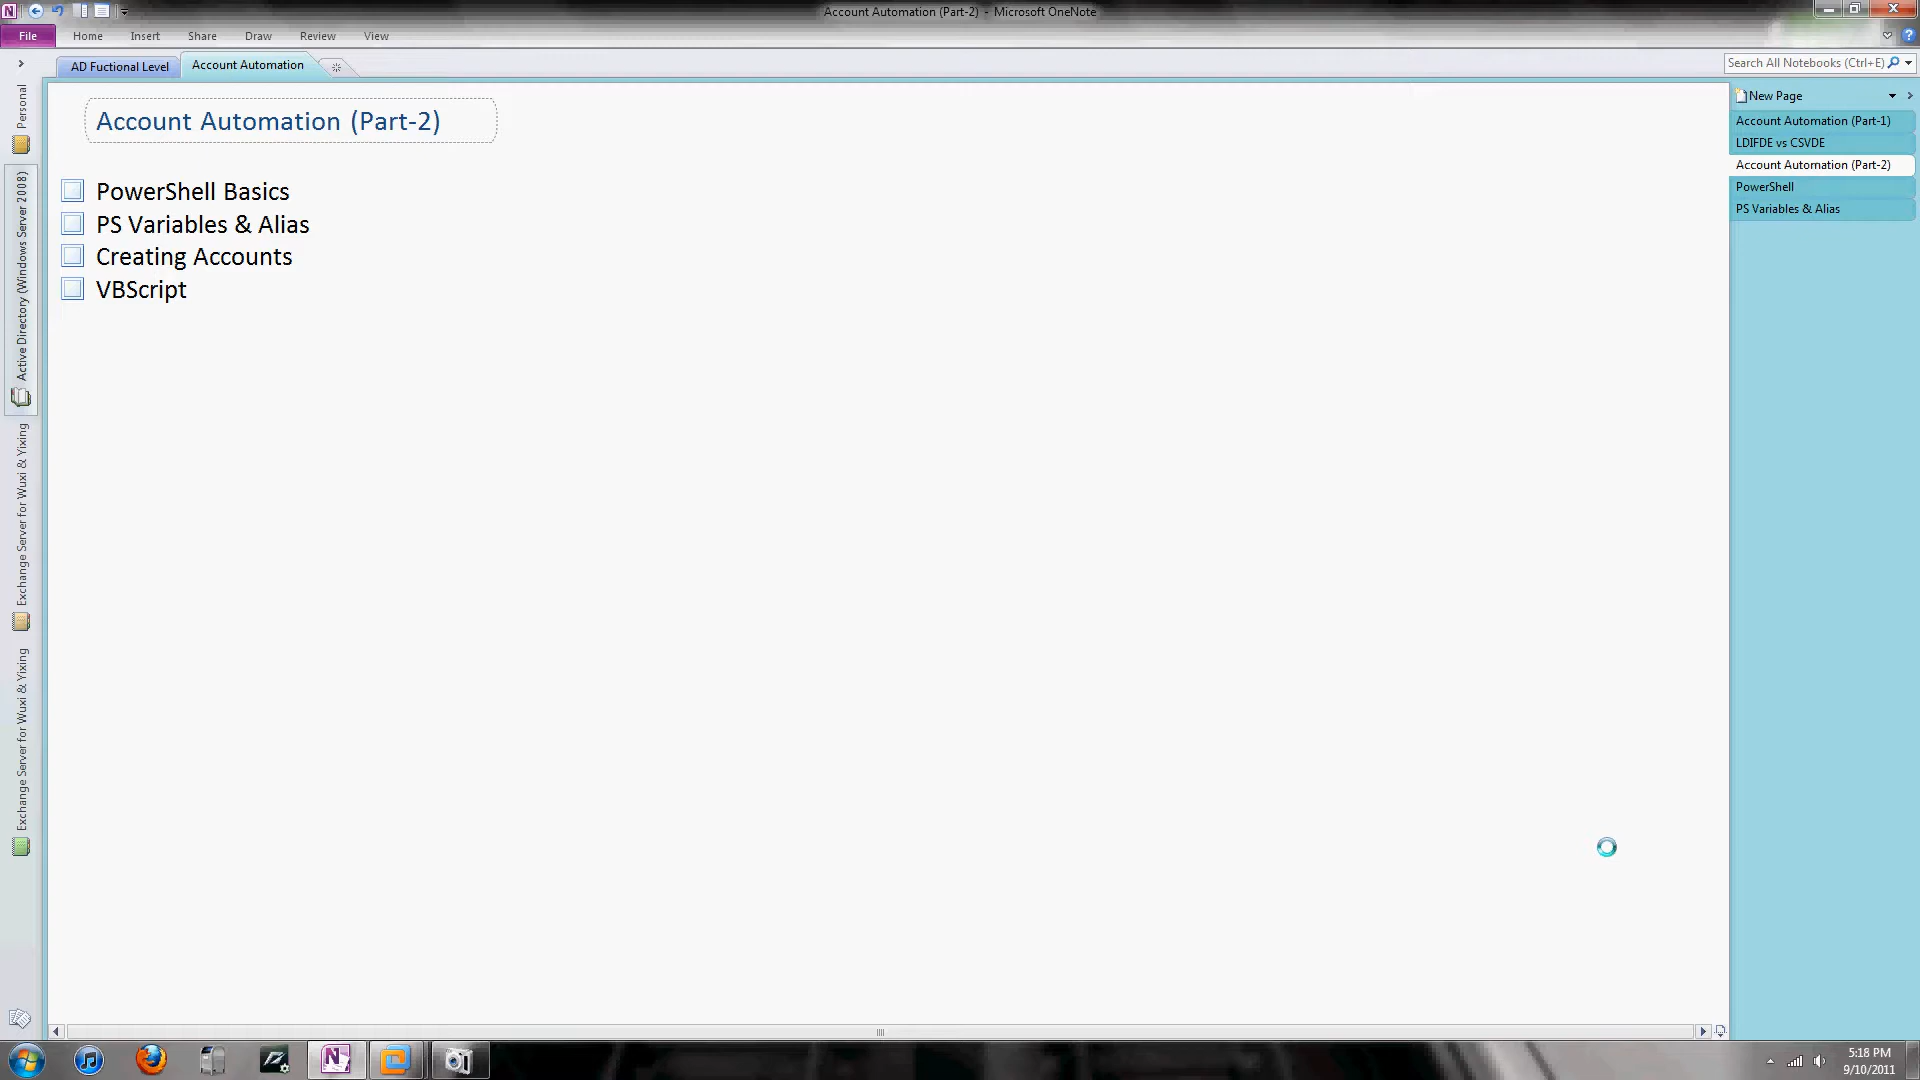 Account Automation (Part-2) - Microsoft OneNote
File Home Insert Share Draw Review View
AD Fuctional Level Account Automation
Search All Notebooks (Ctrl+E)
Personal
Active Directory (Windows Server 2008)
Exchange Server for Wuxi & Yixing
Exchange Server for Wuxi & Yixing
Account Automation (Part-2)
PowerShell Basics
PS Variables & Alias
Creating Accounts
VBScript
New Page
Account Automation (Part-1)
LDIFDE vs CSVDE
Account Automation (Part-2)
PowerShell
PS Variables & Alias
5:18 PM
9/10/2011